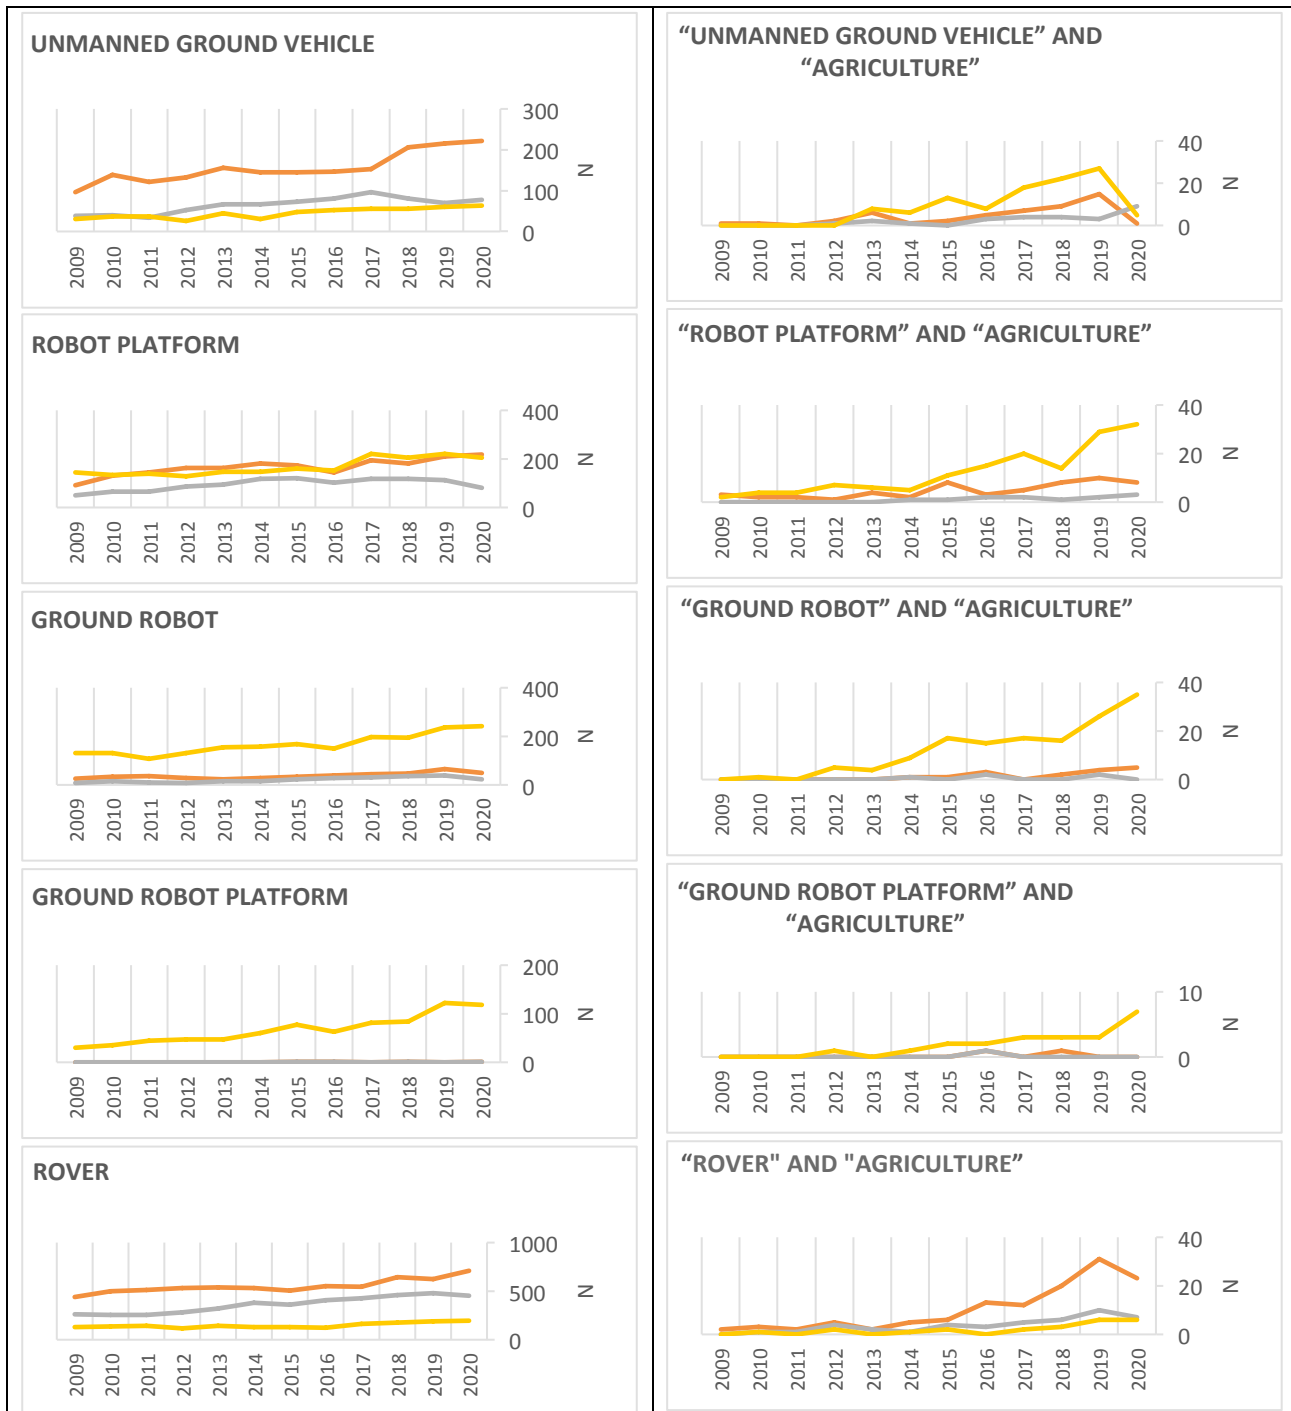 UNMANNED GROUND VEHICLE
300
200
100
0
N
2009 2010 2011 2012 2013 2014 2015 2016 2017 2018 2019 2020
“UNMANNED GROUND VEHICLE” AND
“AGRICULTURE”
40
20
0
N
2009 2010 2011 2012 2013 2014 2015 2016 2017 2018 2019 2020
ROBOT PLATFORM
400
200
0
N
2009 2010 2011 2012 2013 2014 2015 2016 2017 2018 2019 2020
“ROBOT PLATFORM” AND “AGRICULTURE”
40
20
0
N
2009 2010 2011 2012 2013 2014 2015 2016 2017 2018 2019 2020
GROUND ROBOT
400
200
0
N
2009 2010 2011 2012 2013 2014 2015 2016 2017 2018 2019 2020
“GROUND ROBOT” AND “AGRICULTURE”
40
20
0
N
2009 2010 2011 2012 2013 2014 2015 2016 2017 2018 2019 2020
GROUND ROBOT PLATFORM
200
100
0
N
2009 2010 2011 2012 2013 2014 2015 2016 2017 2018 2019 2020
“GROUND ROBOT PLATFORM” AND
“AGRICULTURE”
10
0
N
2009 2010 2011 2012 2013 2014 2015 2016 2017 2018 2019 2020
ROVER
1000
500
0
N
2009 2010 2011 2012 2013 2014 2015 2016 2017 2018 2019 2020
“ROVER" AND "AGRICULTURE”
40
20
0
N
2009 2010 2011 2012 2013 2014 2015 2016 2017 2018 2019 2020